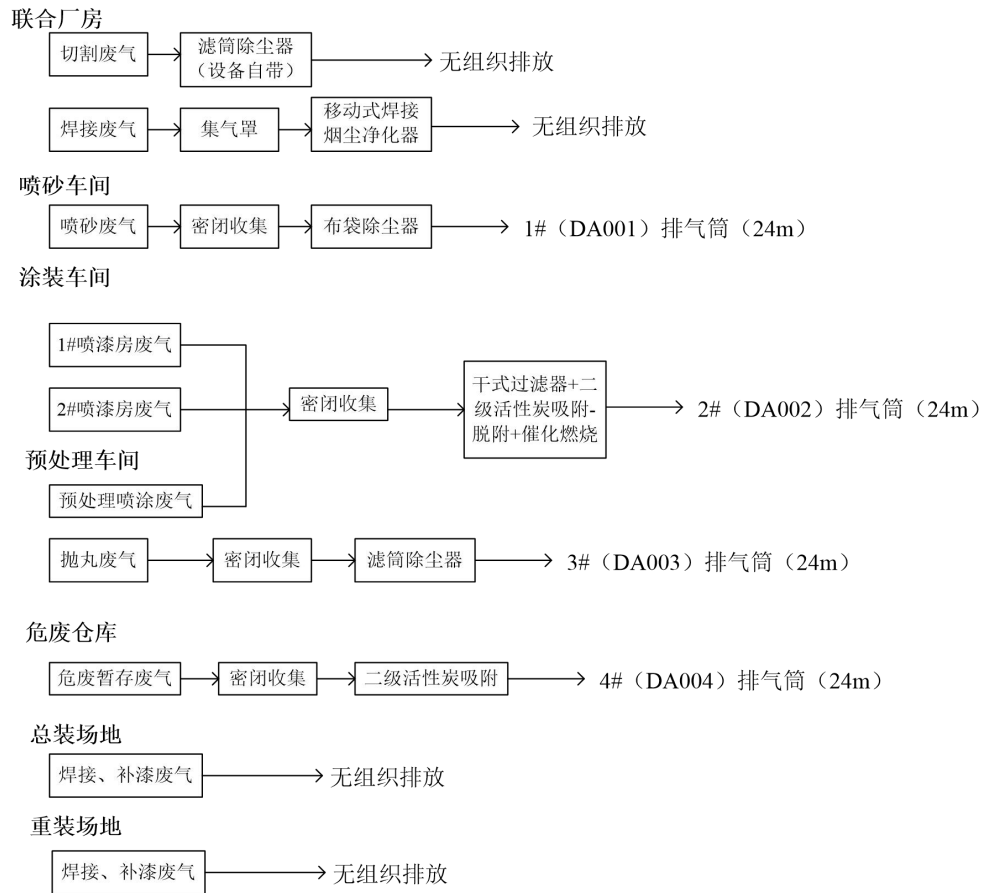 联合厂房
切割废气
滤筒除尘器
（设备自带）
无组织排放
焊接废气
集气罩
移动式焊接
烟尘净化器
无组织排放
喷砂车间
喷砂废气
密闭收集
布袋除尘器
1#（DA001）排气筒（24m）
涂装车间
1#喷漆房废气
2#喷漆房废气
密闭收集
干式过滤器+二
级活性炭吸附-
脱附+催化燃烧
2#（DA002）排气筒（24m）
预处理车间
预处理喷涂废气
抛丸废气
密闭收集
滤筒除尘器
3#（DA003）排气筒（24m）
危废仓库
危废暂存废气
密闭收集
二级活性炭吸附
4#（DA004）排气筒（24m）
总装场地
焊接、补漆废气
无组织排放
重装场地
焊接、补漆废气
无组织排放